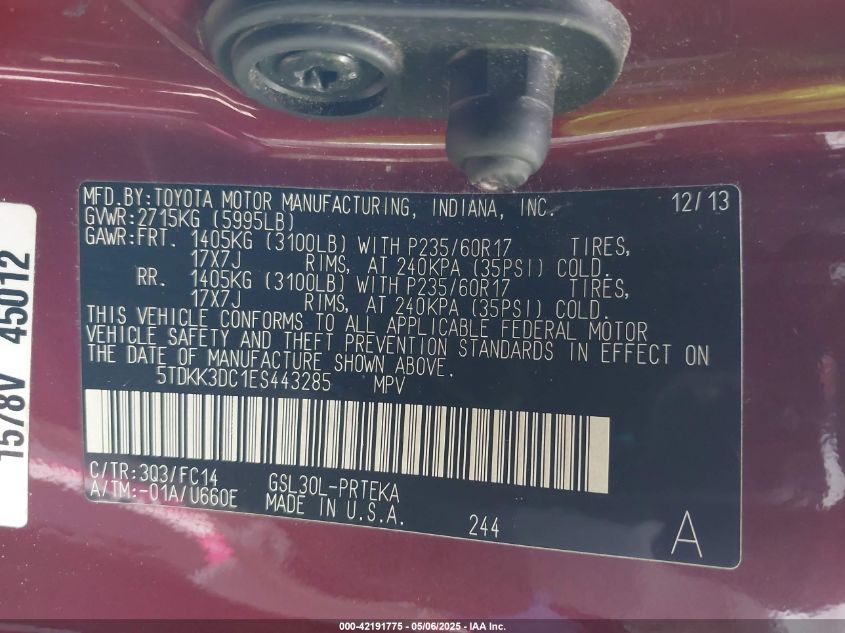 MFD.BY:TOYOTA MOTOR MANUFACTURING, INDIANA, INC. 12/13
GVWR:2715KG (5995LB)
GAWR:FRT. 1405KG (3100LB) WITH P235/60R17 TIRES,
17X7J RIMS, AT 240KPA (35PSI) COLD.
RR. 1405KG (3100LB) WITH P235/60R17 TIRES,
17X7J RIMS, AT 240KPA (35PSI) COLD.
THIS VEHICLE CONFORMS TO ALL APPLICABLE FEDERAL MOTOR
VEHICLE SAFETY AND THEFT PREVENTION STANDARDS IN EFFECT ON
THE DATE OF MANUFACTURE SHOWN ABOVE.
5TDKK3DC1ES443285 MPV
C/TR:3Q3/FC14 GSL30L-PRTEKA
A/TM:-01A/U660E MADE IN U.S.A. 244 A
1578V 45012
000-42191775 - 05/06/2025 - IAA Inc.